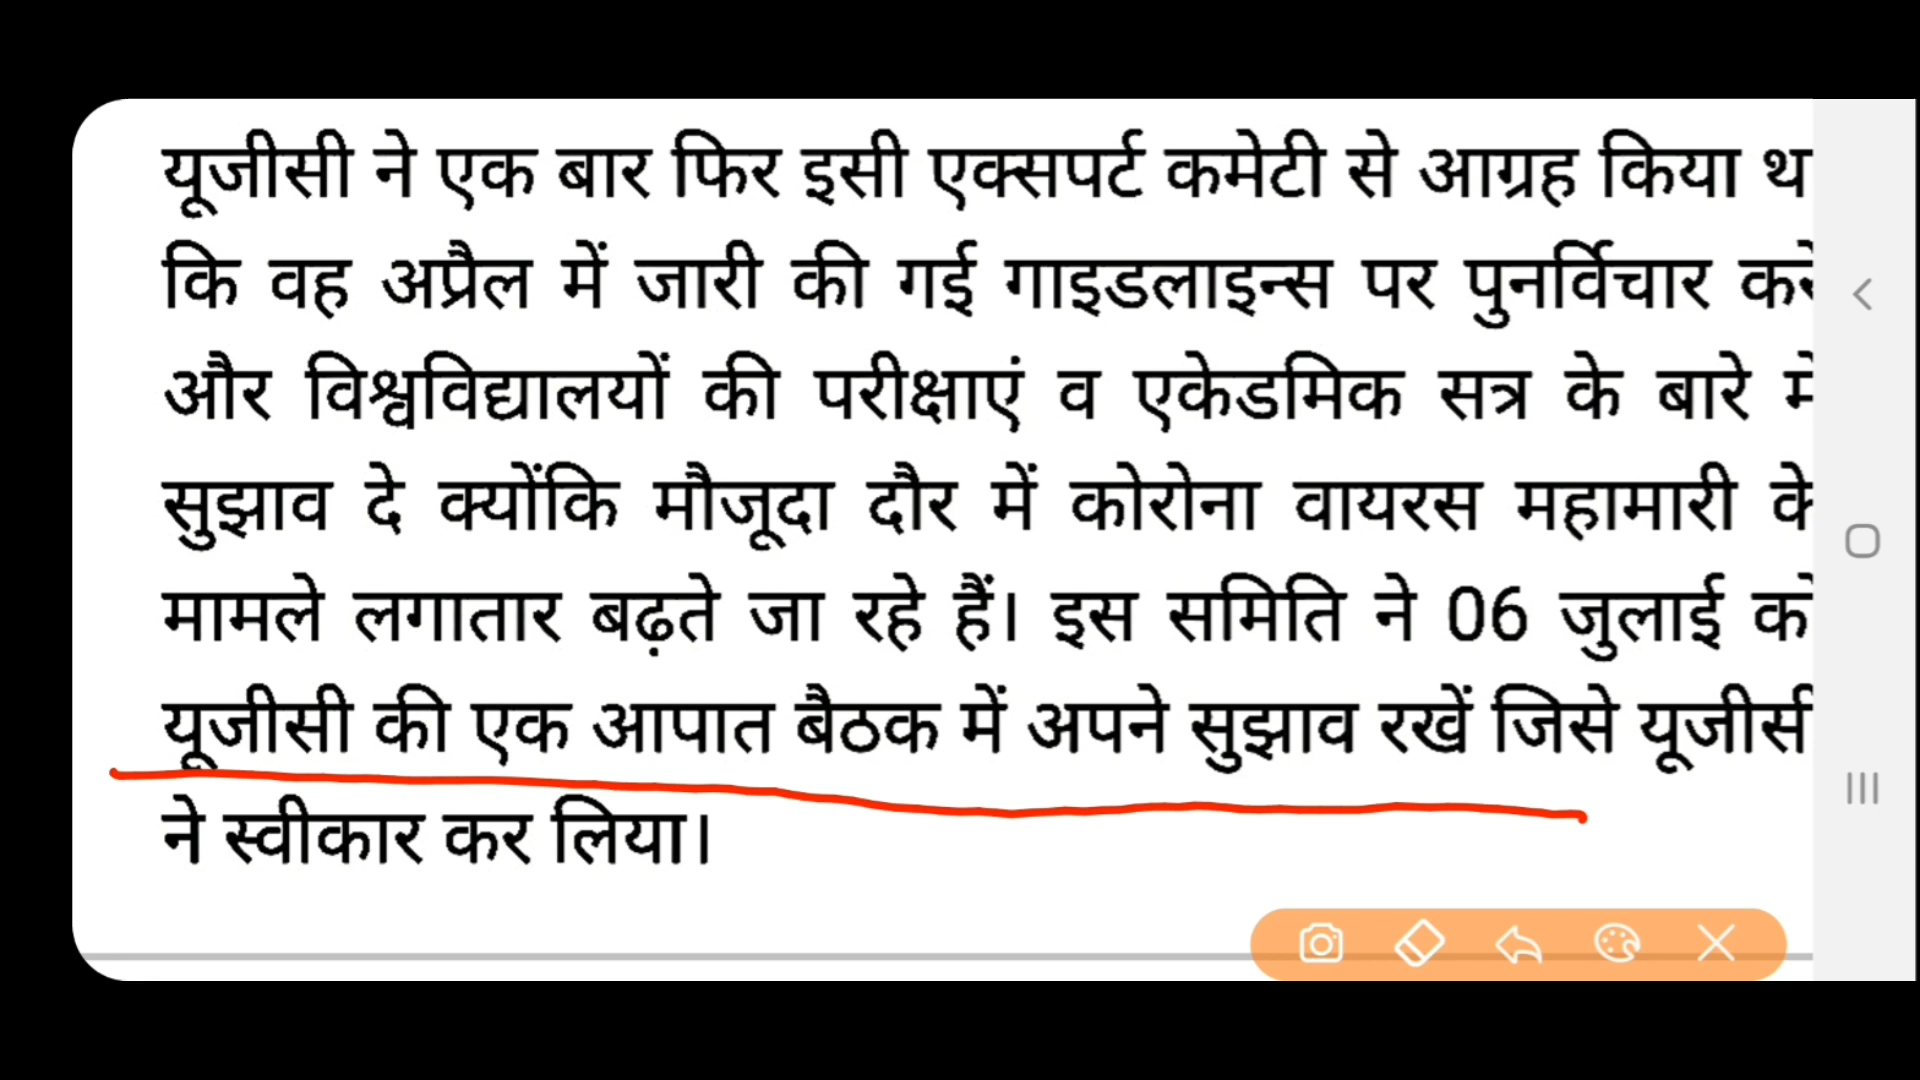 यूजीसी ने एक बार फिर इसी एक्सपर्ट कमेटी से आग्रह किया था
कि वह अप्रैल में जारी की गई गाइडलाइन्स पर पुनर्विचार करे
और विश्वविद्यालयों की परीक्षाएं व एकेडमिक सत्र के बारे में
सुझाव दे क्योंकि मौजूदा दौर में कोरोना वायरस महामारी के
मामले लगातार बढ़ते जा रहे हैं। इस समिति ने 06 जुलाई को
यूजीसी की एक आपात बैठक में अपने सुझाव रखें जिसे यूजीसी
ने स्वीकार कर लिया।